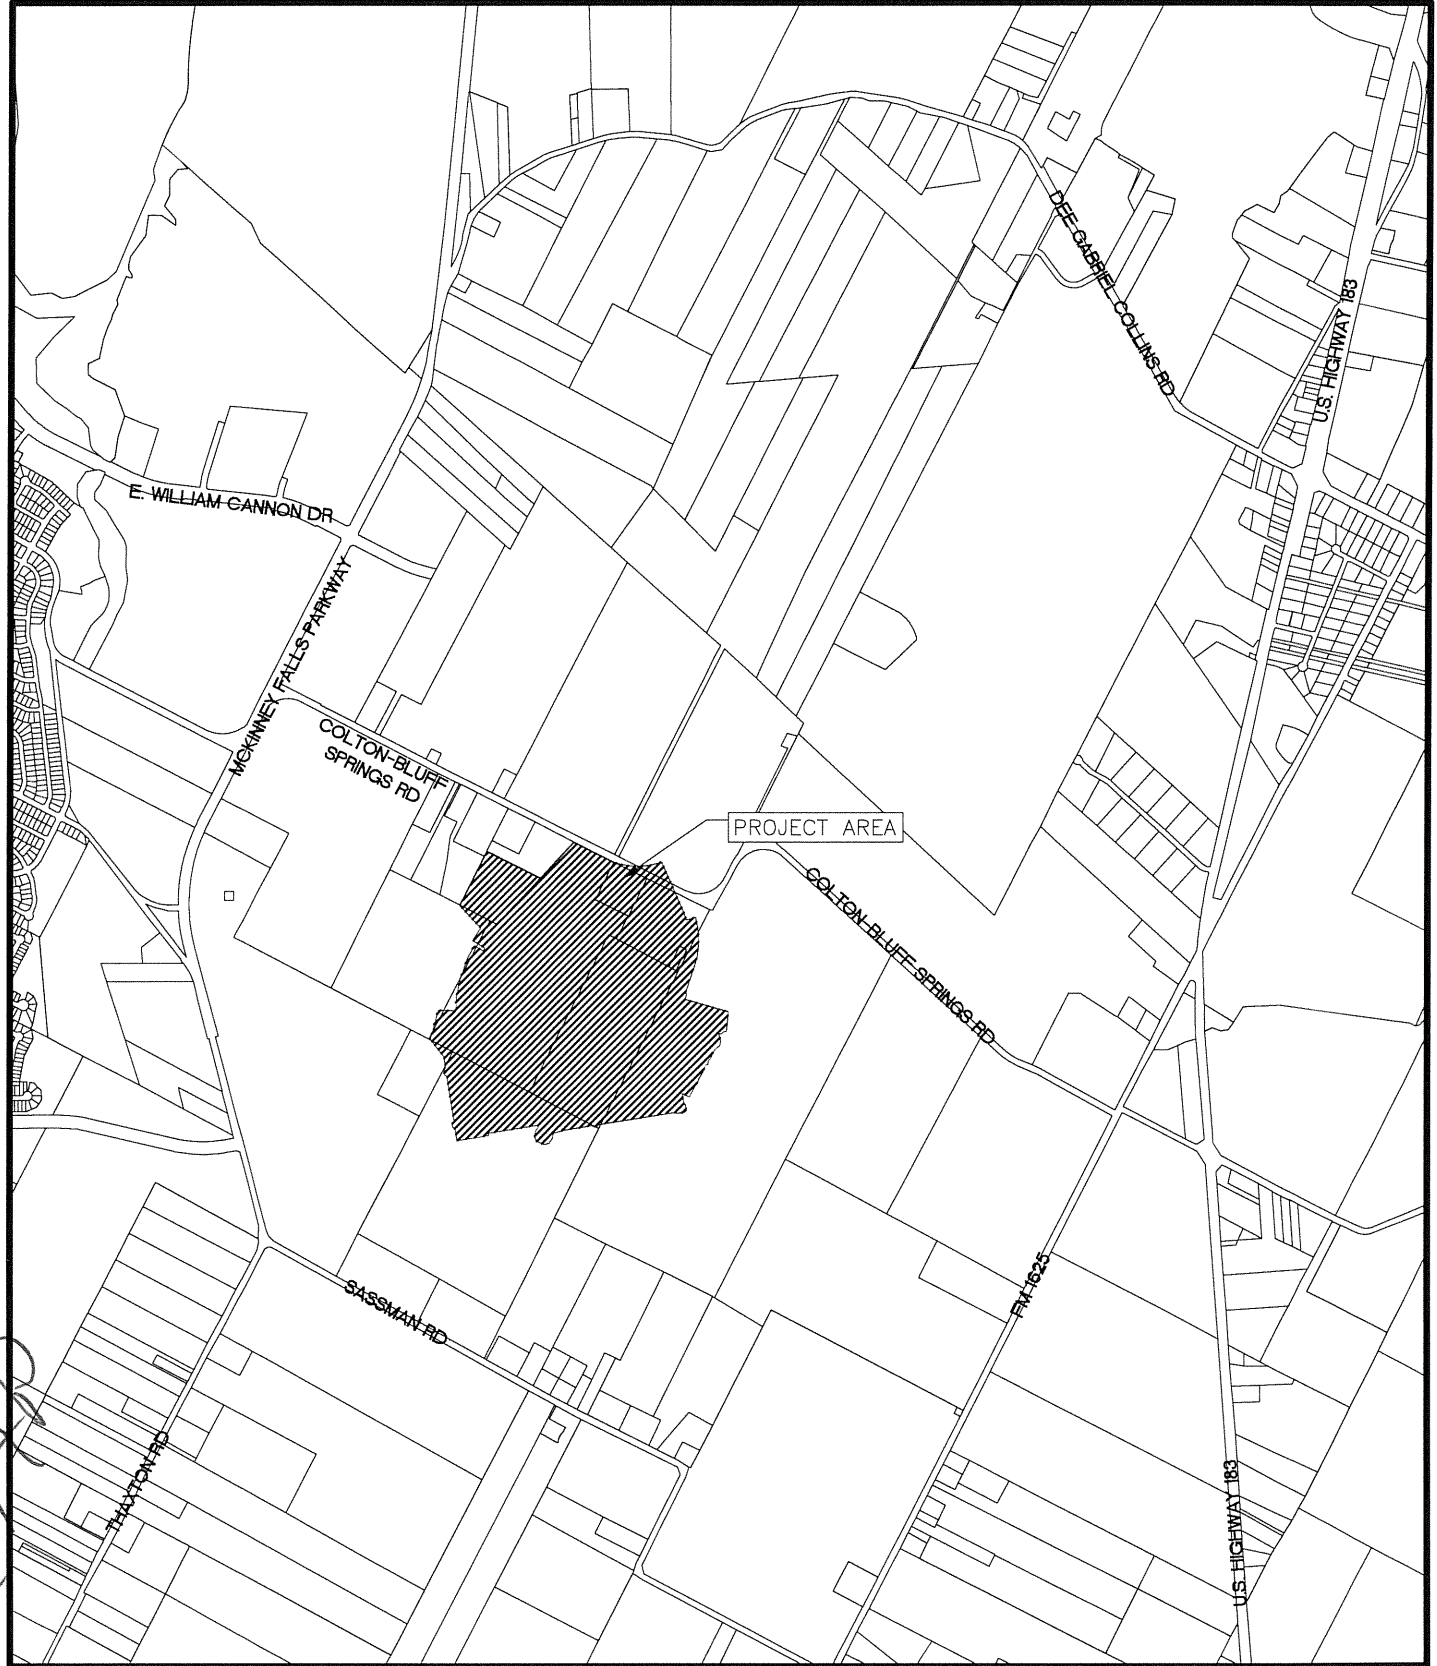 DEE GABRIEL COLLINS RD
U.S. HIGHWAY 183
E. WILLIAM CANNON DR
MCKINNEY FALLS PARKWAY
COLTON-BLUFF
SPRINGS RD
PROJECT AREA
COLTON BLUFF SPRINGS RD
FM 1625
SASSMAN RD
THAXTON RD
U.S. HIGHWAY 183